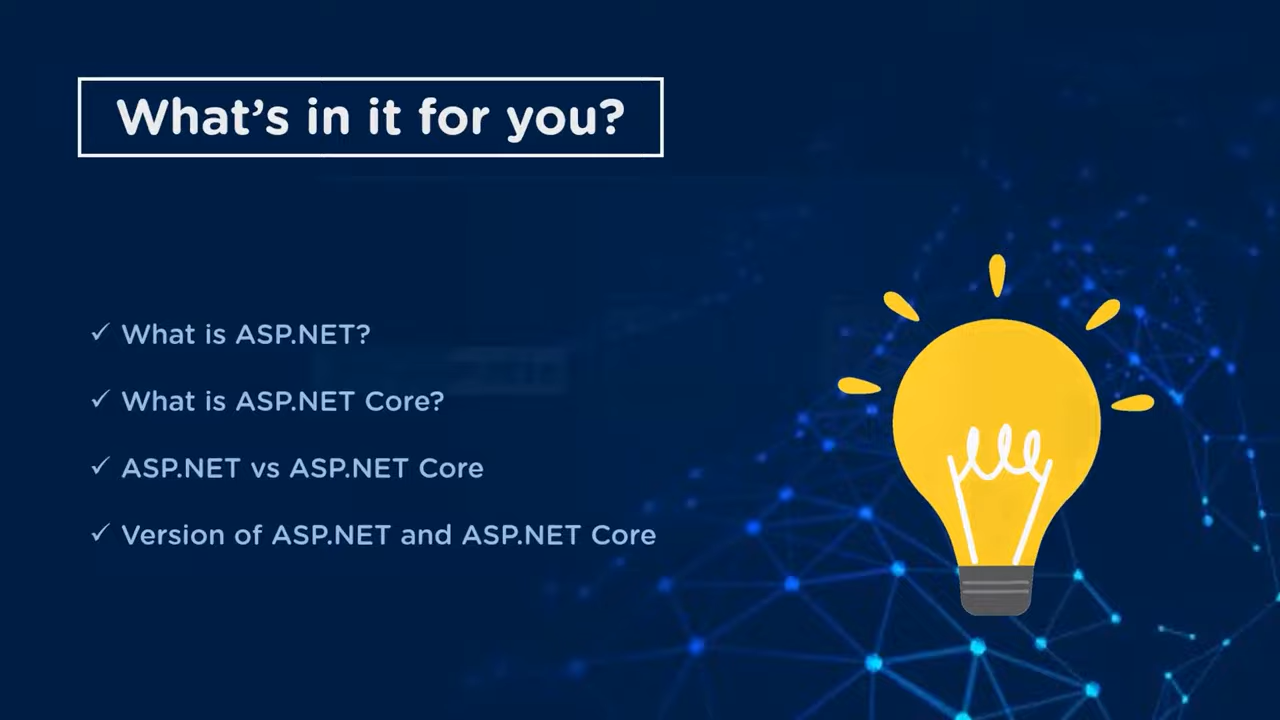 What’s in it for you?
✓ What is ASP.NET?
✓ What is ASP.NET Core?
✓ ASP.NET vs ASP.NET Core
✓ Version of ASP.NET and ASP.NET Core